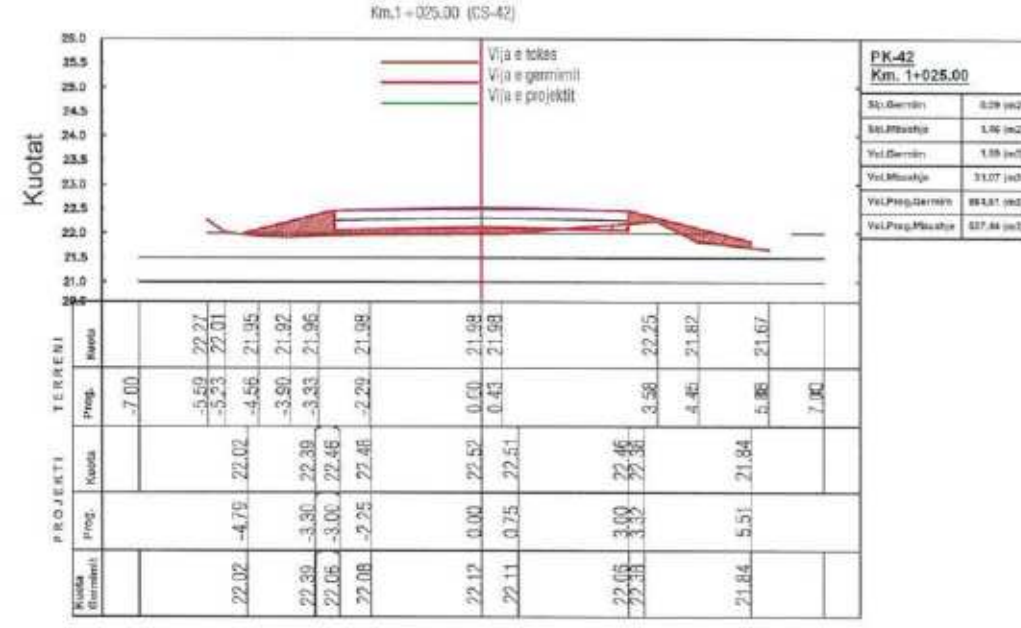 Km.1+025.00 (CS-42)
Kuotat
26.0
25.5
25.0
24.5
24.0
23.5
23.0
22.5
22.0
21.5
21.0
20.5
Vija e tokes
Vija e germimit
Vija e projektit
PK-42
Km. 1+025.00
Sip.Germim
Sip.Mbushje
Vol.Germim
Vol.Mbushje
Vol.Prog.Germim
Vol.Prog.Mbushje
TERRENI
Kuota
22.27 22.01 21.95 21.92 21.96 21.98 21.98 21.98 22.25 21.82 21.67
Prog.
-7.00 -5.59 -5.23 -4.56 -3.90 -3.33 -2.29 0.00 0.43 3.58 4.45 5.88 7.00
PROJEKTI
Kuota
22.02 22.39 22.46 22.48 22.52 22.51 22.46 22.38 21.84
Prog.
-4.79 -3.30 -3.00 -2.25 0.00 0.75 3.00 3.32 5.51
Kuota Germimit
22.02 22.39 22.06 22.08 22.12 22.11 22.06 22.38 21.84